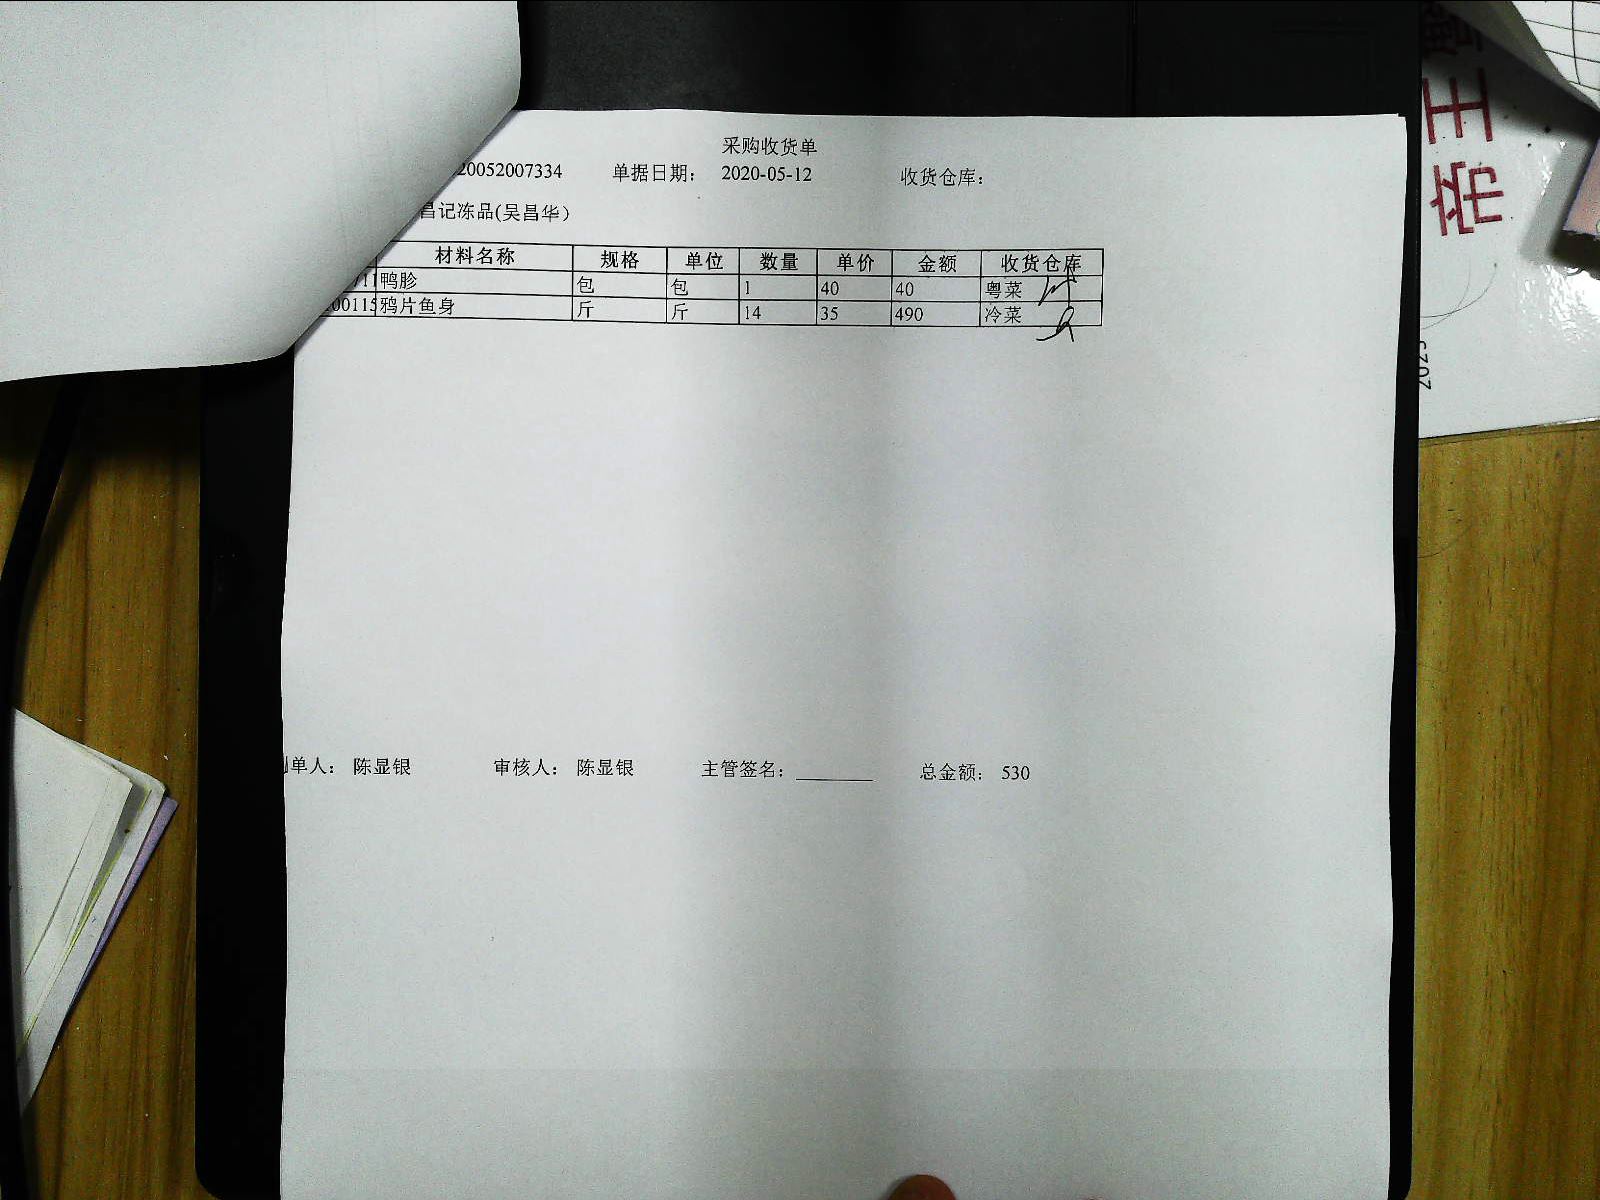 采购收货单
20052007334 单据日期: 2020-05-12 收货仓库:
昌记冻品(吴昌华)
材料名称 规格 单位 数量 单价 金额 收货仓库
711 鸭胗 包 包 1 40 40 粤菜
00115 鸦片鱼身 斤 斤 14 35 490 冷菜
单人: 陈显银 审核人: 陈显银 主管签名: ________ 总金额: 530
帝王